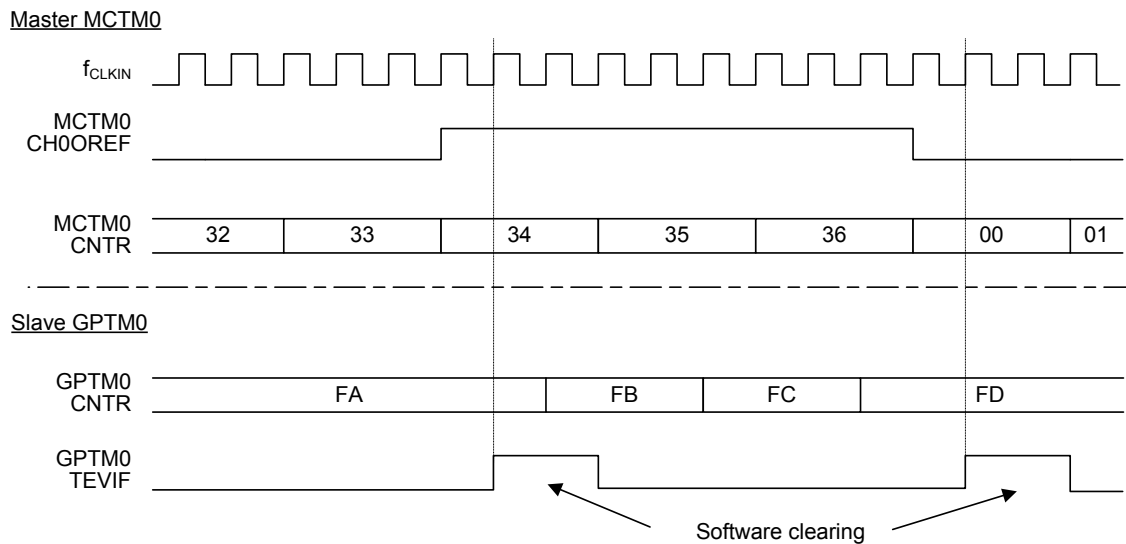 Master MCTM0
fCLKIN
MCTM0
CH0OREF
MCTM0
CNTR
32 33 34 35 36 00 01
Slave GPTM0
GPTM0
CNTR
FA FB FC FD
GPTM0
TEVIF
Software clearing